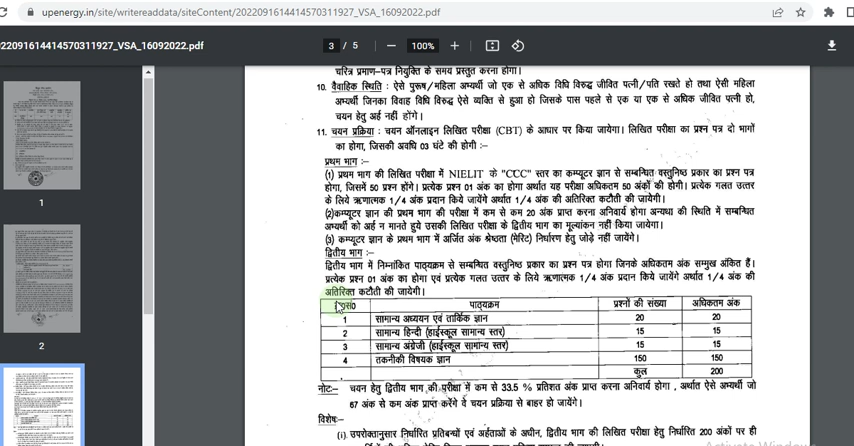 upenergy.in/site/writereaddata/siteContent/202209161441457​0311927_VSA_16092022.pdf
2209161441457​0311927_VSA_16092022.pdf
3 / 5
100%
चरित्र प्रमाण-पत्र नियुक्ति के समय प्रस्तुत करना होगा।
10. वैवाहिक स्थिति : ऐसे पुरूष/महिला अभ्यर्थी जो एक से अधिक विधि विरुद्ध जीवित पत्नी/पति रखते हो तथा ऐसी महिला
अभ्यर्थी जिनका विवाह विधि विरुद्ध ऐसे व्यक्ति से हुआ हो जिसके पास पहले से एक या एक से अधिक जीवित पत्नी हो,
चयन हेतु अर्ह नहीं होंगे।
11. चयन प्रक्रिया: चयन ऑनलाइन लिखित परीक्षा (CBT) के आधार पर किया जायेगा। लिखित परीक्षा का प्रश्न पत्र दो भागों
का होगा, जिसकी अवधि 03 घंटे की होगी :-
प्रथम भाग :-
(1) प्रथम भाग की लिखित परीक्षा में NIELIT के "CCC" स्तर का कम्प्यूटर ज्ञान से सम्बन्धित वस्तुनिष्ठ प्रकार का प्रश्न पत्र
होगा, जिसमें 50 प्रश्न होंगे। प्रत्येक प्रश्न 01 अंक का होगा अर्थात यह परीक्षा अधिकतम 50 अंकों की होगी। प्रत्येक गलत उत्तर
के लिये ऋणात्मक 1/4 अंक प्रदान किये जायेंगे अर्थात 1/4 अंक की अतिरिक्त कटौती की जायेगी।
(2)कम्प्यूटर ज्ञान की प्रथम भाग की परीक्षा में कम से कम 20 अंक प्राप्त करना अनिवार्य होगा अन्यथा की स्थिति में सम्बन्धित
अभ्यर्थी को अर्ह न मानते हुये उसकी लिखित परीक्षा के द्वितीय भाग का मूल्यांकन नहीं किया जायेगा।
(3) कम्प्यूटर ज्ञान के प्रथम भाग में अर्जित अंक श्रेष्ठता (मेरिट) निर्धारण हेतु जोड़े नहीं जायेंगे।
द्वितीय भाग :-
द्वितीय भाग में निम्नांकित पाठ्यक्रम से सम्बन्धित वस्तुनिष्ठ प्रकार का प्रश्न पत्र होगा जिनके अधिकतम अंक सम्मुख अंकित हैं।
प्रत्येक प्रश्न 01 अंक का होगा एवं प्रत्येक गलत उत्तर के लिये ऋणात्मक 1/4 अंक प्रदान किये जायेंगे अर्थात 1/4 अंक की
अतिरिक्त कटौती की जायेगी।
पाठ्यक्रम प्रश्नों की संख्या अधिकतम अंक
1 सामान्य अध्ययन एवं तार्किक ज्ञान 20 20
2 सामान्य हिन्दी (हाईस्कूल सामान्य स्तर) 15 15
3 सामान्य अंग्रेजी (हाईस्कूल सामान्य स्तर) 15 15
4 तकनीकी विषयक ज्ञान 150 150
कुल 200
नोट:- चयन हेतु द्वितीय भाग की परीक्षा में कम से 33.5 % प्रतिशत अंक प्राप्त करना अनिवार्य होगा, अर्थात ऐसे अभ्यर्थी जो
67 अंक से कम अंक प्राप्त करेंगे वे चयन प्रक्रिया से बाहर हो जायेंगे।
विशेष:-
(i). उपरोक्तानुसार निर्धारित प्रतिबन्धों एवं अर्हताओं के अधीन, द्वितीय भाग की लिखित परीक्षा हेतु निर्धारित 200 अंकों पर ही
1
2